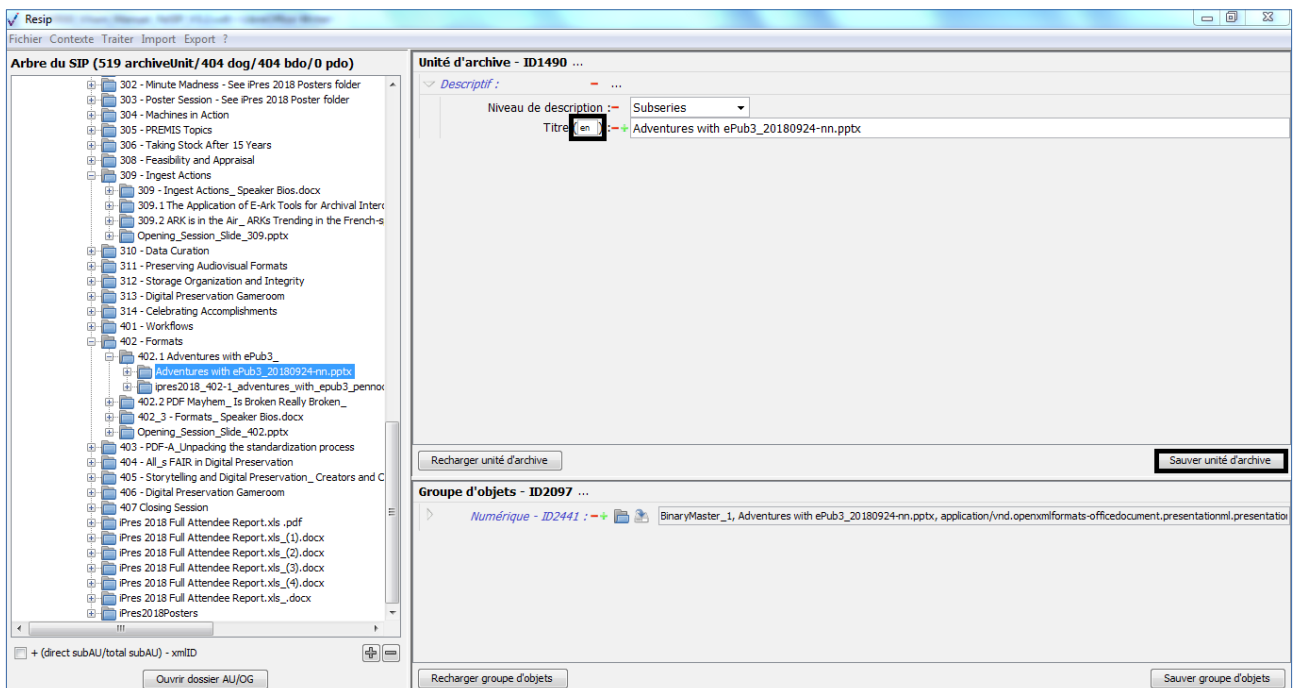 Resip
Fichier Contexte Traiter Import Export ?
Arbre du SIP (519 archiveUnit/404 dog/404 bdo/0 pdo)
302 - Minute Madness - See iPres 2018 Posters folder
303 - Poster Session - See iPres 2018 Poster folder
304 - Machines in Action
305 - PREMIS Topics
306 - Taking Stock After 15 Years
308 - Feasibility and Appraisal
309 - Ingest Actions
309 - Ingest Actions_ Speaker Bios.docx
309.1 The Application of E-Ark Tools for Archival Interc
309.2 ARK is in the Air_ ARKs Trending in the French-s
Opening_Session_Slide_309.pptx
310 - Data Curation
311 - Preserving Audiovisual Formats
312 - Storage Organization and Integrity
313 - Digital Preservation Gameroom
314 - Celebrating Accomplishments
401 - Workflows
402 - Formats
402.1 Adventures with ePub3_
Adventures with ePub3_20180924-nn.pptx
ipres2018_402-1_adventures_with_epub3_pennoc
402.2 PDF Mayhem_ Is Broken Really Broken_
402_3 - Formats_ Speaker Bios.docx
Opening_Session_Slide_402.pptx
403 - PDF-A_Unpacking the standardization process
404 - All_s FAIR in Digital Preservation
405 - Storytelling and Digital Preservation_ Creators and C
406 - Digital Preservation Gameroom
407 Closing Session
iPres 2018 Full Attendee Report.xls .pdf
iPres 2018 Full Attendee Report.xls_(1).docx
iPres 2018 Full Attendee Report.xls_(2).docx
iPres 2018 Full Attendee Report.xls_(3).docx
iPres 2018 Full Attendee Report.xls_(4).docx
iPres 2018 Full Attendee Report.xls_.docx
iPres2018Posters
+ (direct subAU/total subAU) - xmlID
Ouvrir dossier AU/OG
Unité d'archive - ID1490 ...
Descriptif : − ...
Niveau de description :− Subseries
Titre (en) :−+ Adventures with ePub3_20180924-nn.pptx
Recharger unité d'archive
Sauver unité d'archive
Groupe d'objets - ID2097 ...
Numérique - ID2441 : −+ BinaryMaster_1, Adventures with ePub3_20180924-nn.pptx, application/vnd.openxmlformats-officedocument.presentationml.presentation
Recharger groupe d'objets
Sauver groupe d'objets